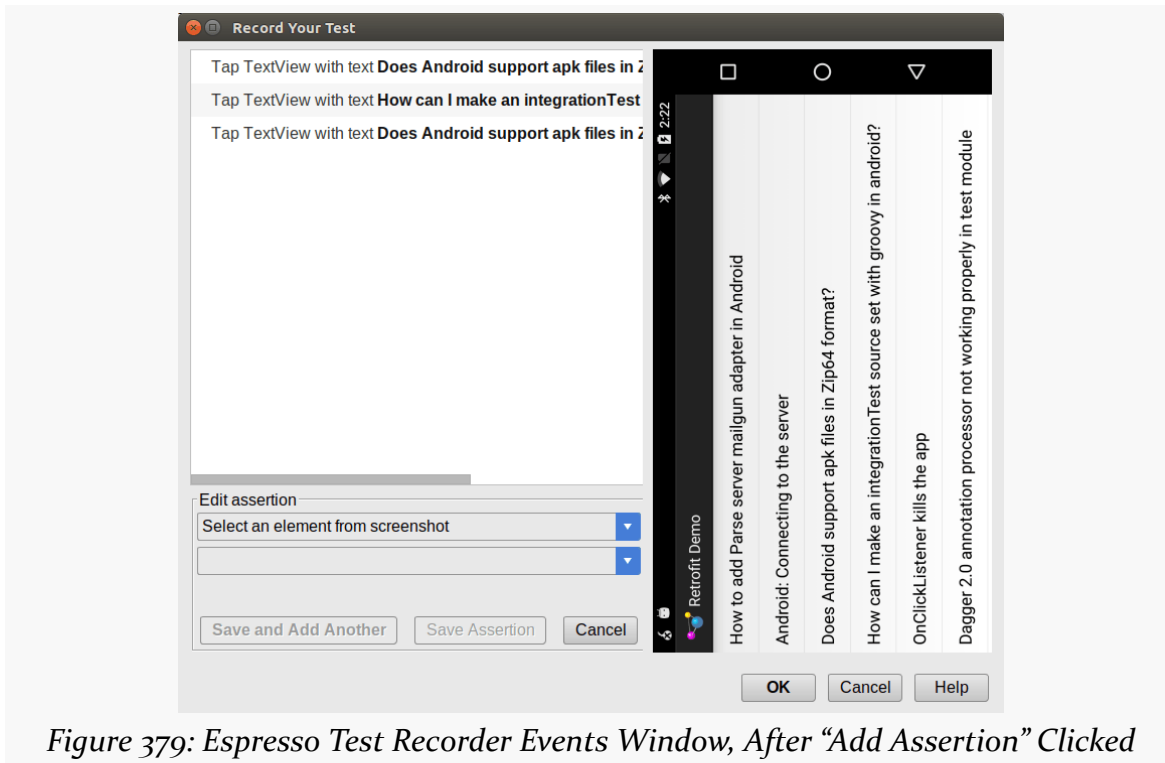 Record Your Test
Tap TextView with text Does Android support apk files in
Tap TextView with text How can I make an integrationTest
Tap TextView with text Does Android support apk files in
Edit assertion
Select an element from screenshot
Save and Add Another
Save Assertion
Cancel
2:22
Retrofit Demo
How to add Parse server mailgun adapter in Android
Android: Connecting to the server
Does Android support apk files in Zip64 format?
How can I make an integrationTest source set with groovy in android?
OnClickListener kills the app
Dagger 2.0 annotation processor not working properly in test module
OK
Cancel
Help
Figure 379: Espresso Test Recorder Events Window, After “Add Assertion” Clicked